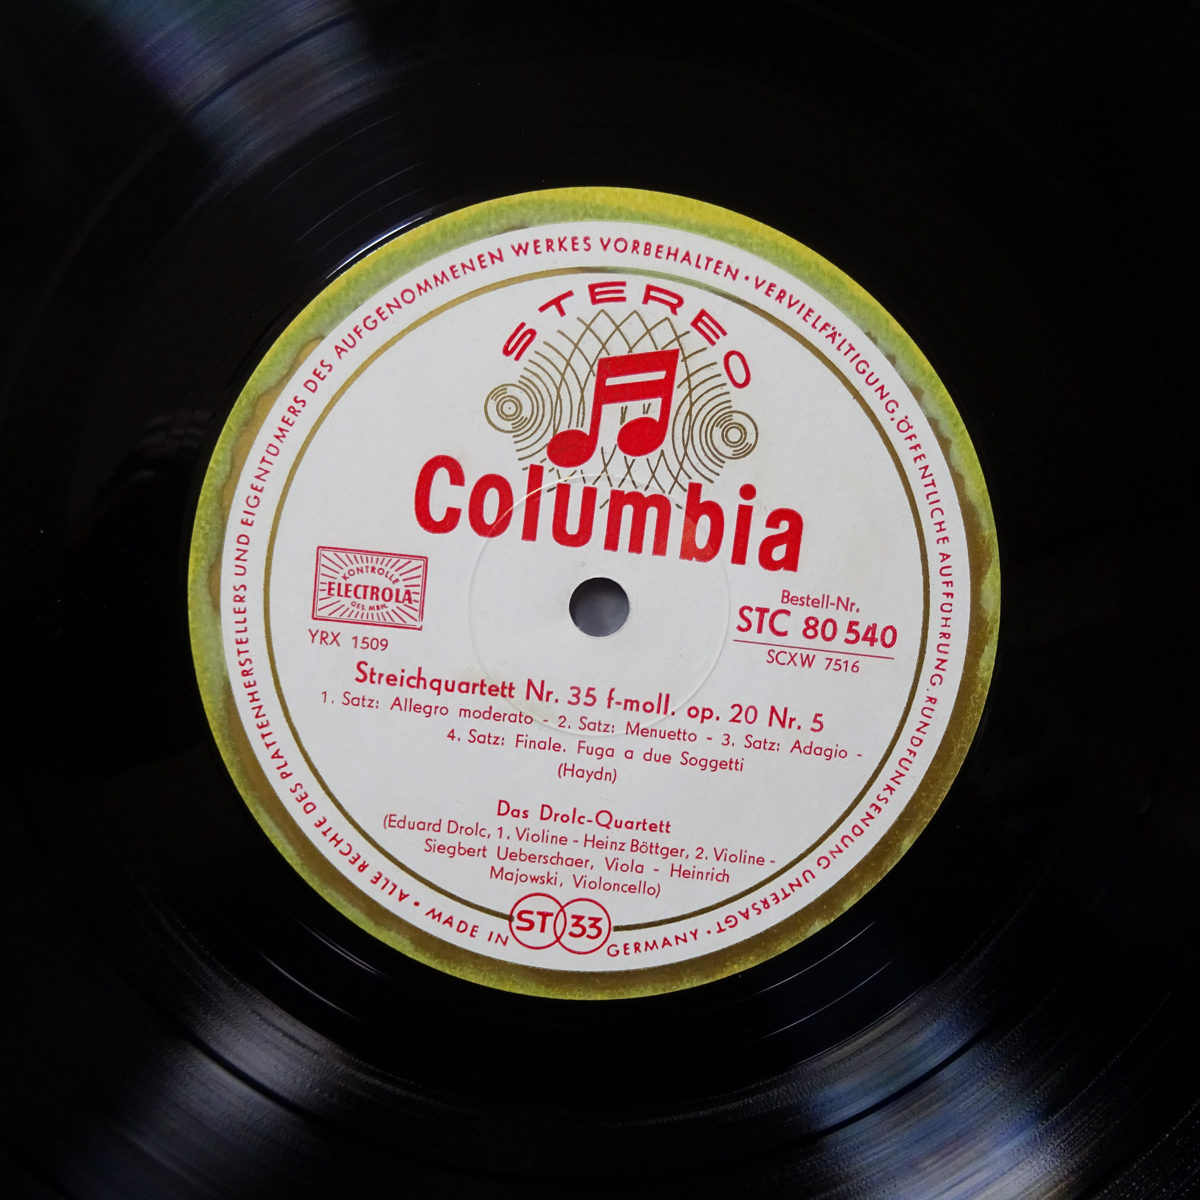 ALLE RECHTE DES PLATTENHERSTELLERS UND EIGENTÜMERS DES AUFGENOMMENEN WERKES VORBEHALTEN · VERVIELFÄLTIGUNG, ÖFFENTLICHE AUFFÜHRUNG, RUNDFUNKSENDUNG UNTERSAGT ·
STEREO
Columbia
KONTROLLE
ELECTROLA
GES. MBH.
YRX 1509
Bestell-Nr.
STC 80 540
SCXW 7516
Streichquartett Nr. 35 f-moll. op. 20 Nr. 5
1. Satz: Allegro moderato - 2. Satz: Menuetto - 3. Satz: Adagio -
4. Satz: Finale. Fuga a due Soggetti
(Haydn)
Das Drolc-Quartett
(Eduard Drolc, 1. Violine - Heinz Böttger, 2. Violine -
Siegbert Ueberschaer, Viola - Heinrich
Majowski, Violoncello)
ST 33
MADE IN GERMANY